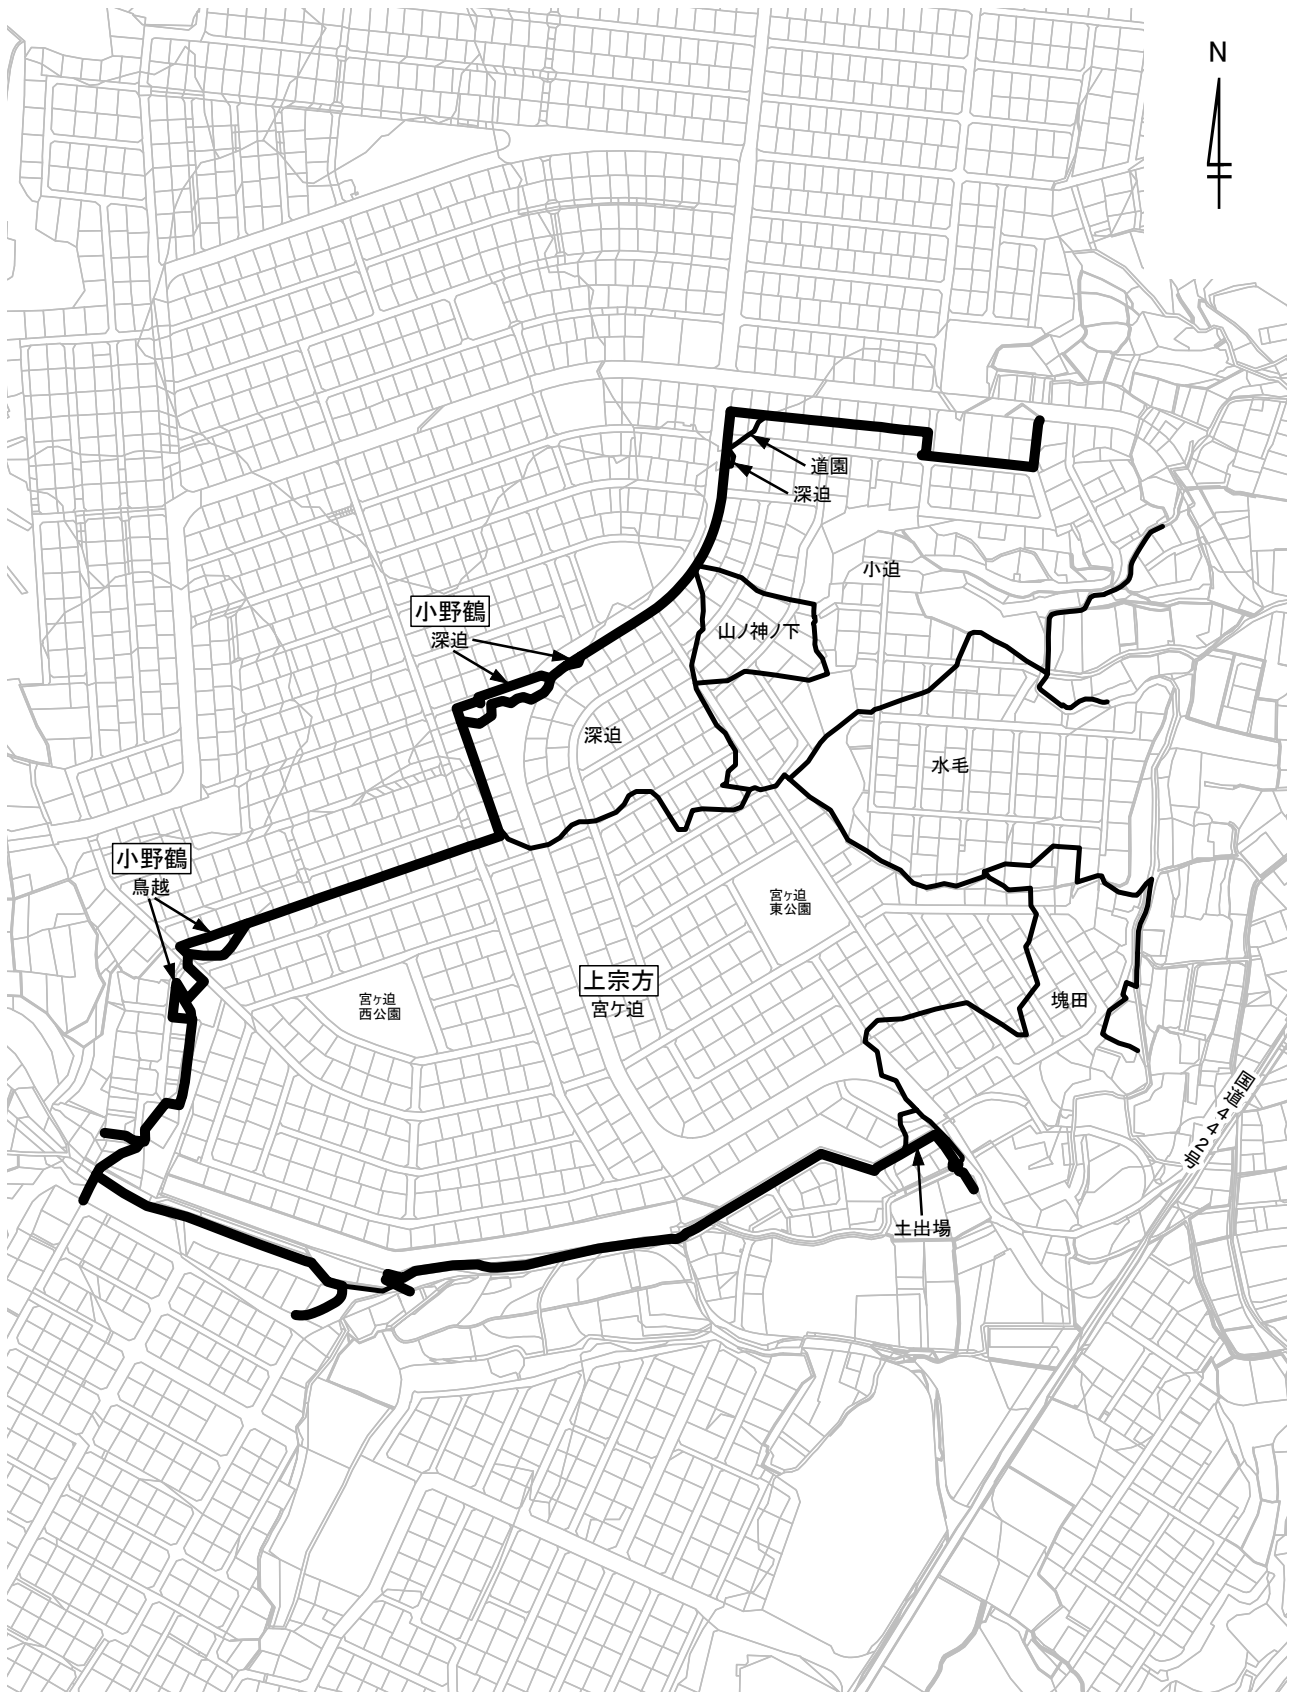 N
道園
深迫
小迫
小野鶴
深迫
山ノ神ノ下
深迫
水毛
小野鶴
鳥越
宮ヶ迫
東公園
上宗方
宮ケ迫
宮ヶ迫
西公園
塊田
国道442号
土出場